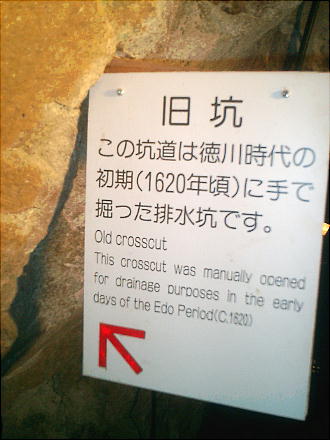 旧坑
この坑道は徳川時代の
初期(1620年頃)に手で
掘った排水坑です。
Old crosscut
This crosscut was manually opened
for drainage purposes in the early
days of the Edo Period(C.1620)